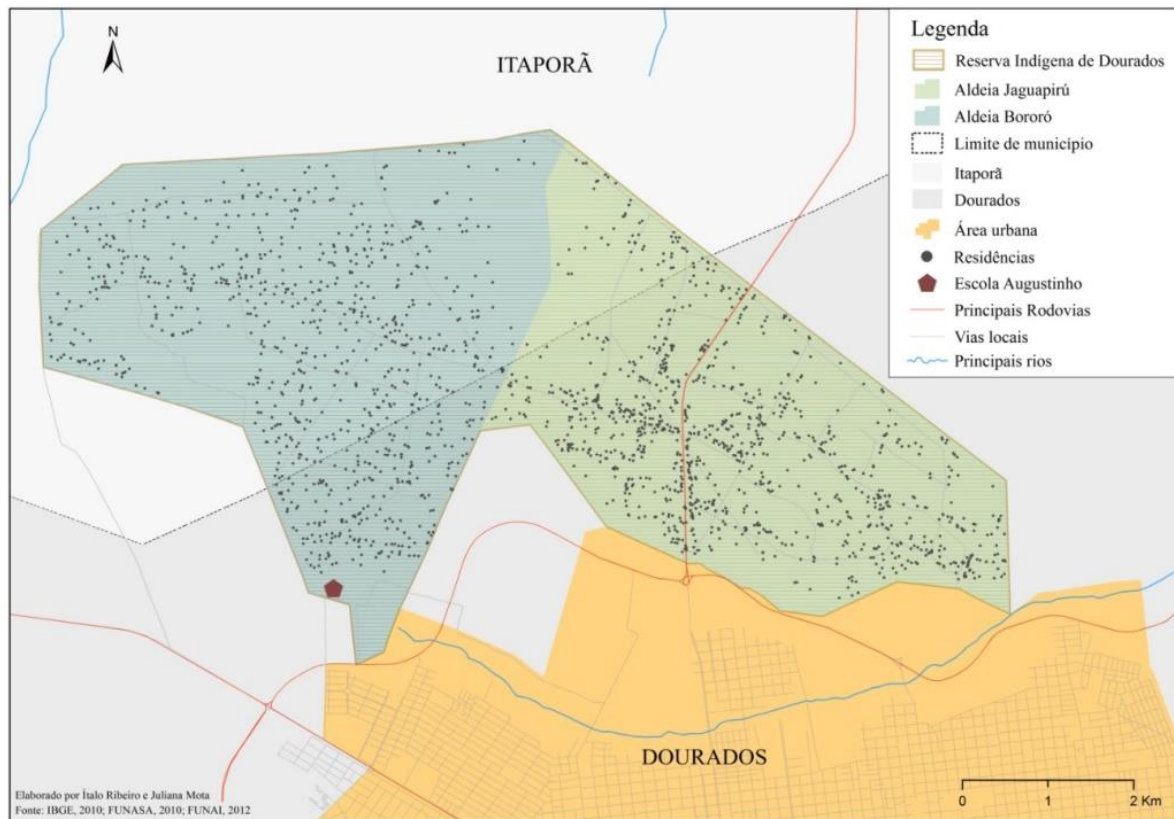 N
ITAPORÃ
Legenda
Reserva Indígena de Dourados
Aldeia Jaguapirú
Aldeia Bororó
Limite de município
Itaporã
Dourados
Área urbana
Residências
Escola Augustinho
Principais Rodovias
Vias locais
Principais rios
DOURADOS
Elaborado por Ítalo Ribeiro e Juliana Mota
Fonte: IBGE, 2010; FUNASA, 2010; FUNAI, 2012
0 1 2 Km